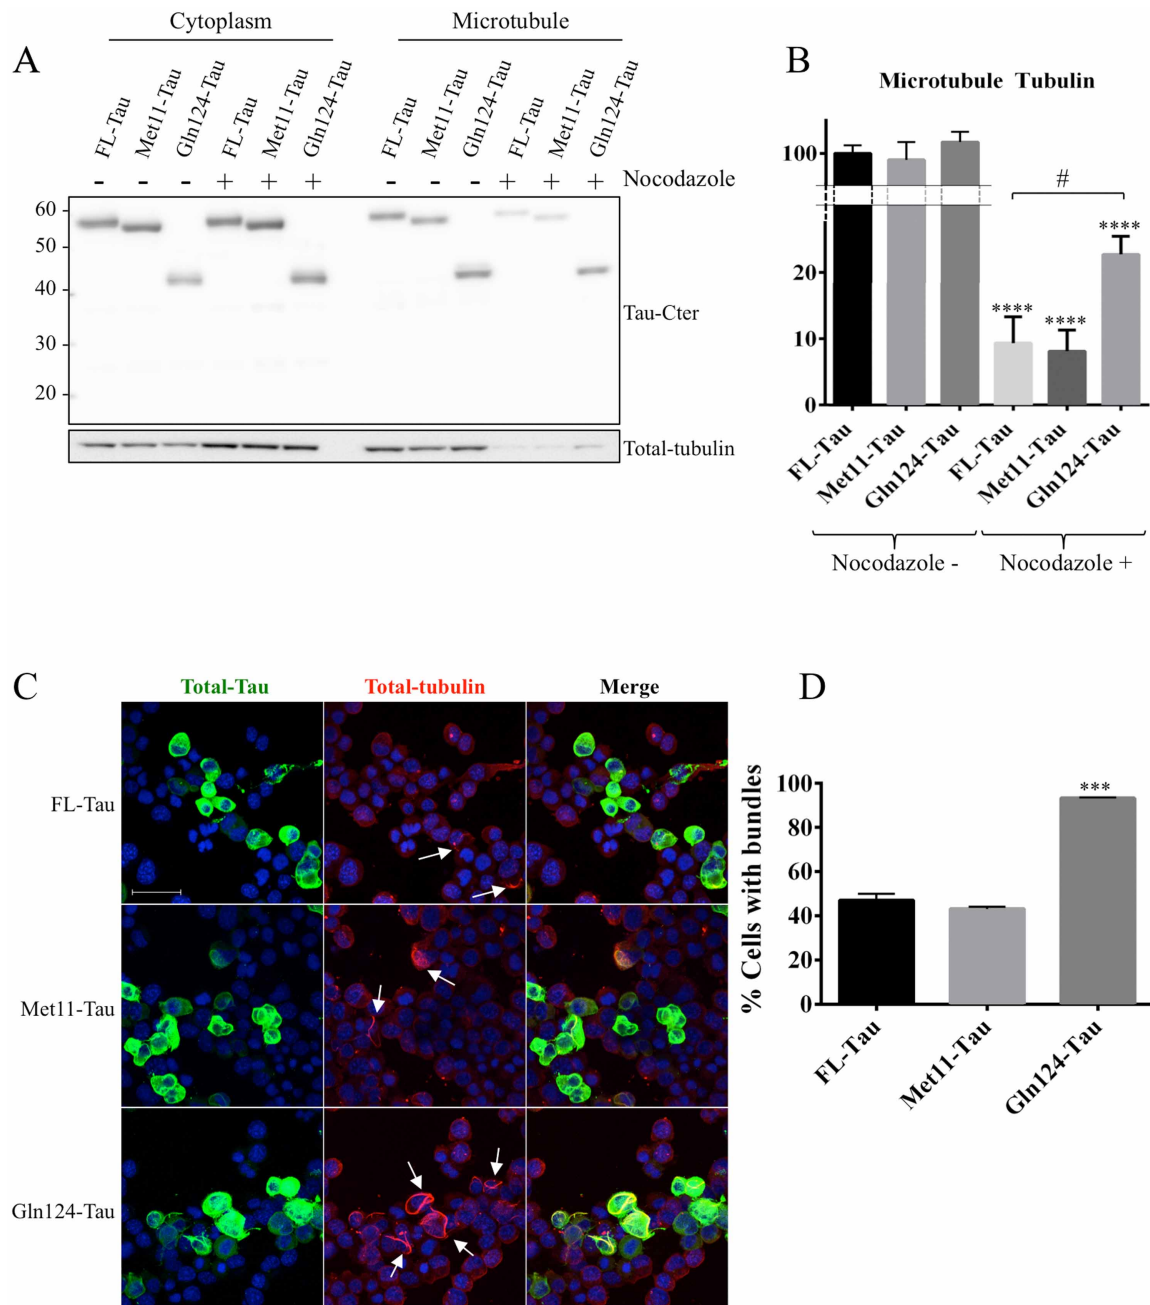 A
Cytoplasm
Microtubule
FL-Tau
Met11-Tau
Gln124-Tau
FL-Tau
Met11-Tau
Gln124-Tau
FL-Tau
Met11-Tau
Gln124-Tau
FL-Tau
Met11-Tau
Gln124-Tau
- - - + + + - - - + + + Nocodazole
60
50
40
30
20
Tau-Cter
Total-tubulin
B
Microtubule Tubulin
100
20
10
0
#
****
****
****
FL-Tau
Met11-Tau
Gln124-Tau
FL-Tau
Met11-Tau
Gln124-Tau
Nocodazole -
Nocodazole +
C
Total-Tau
Total-tubulin
Merge
FL-Tau
Met11-Tau
Gln124-Tau
D
% Cells with bundles
100
80
60
40
20
0
***
FL-Tau
Met11-Tau
Gln124-Tau